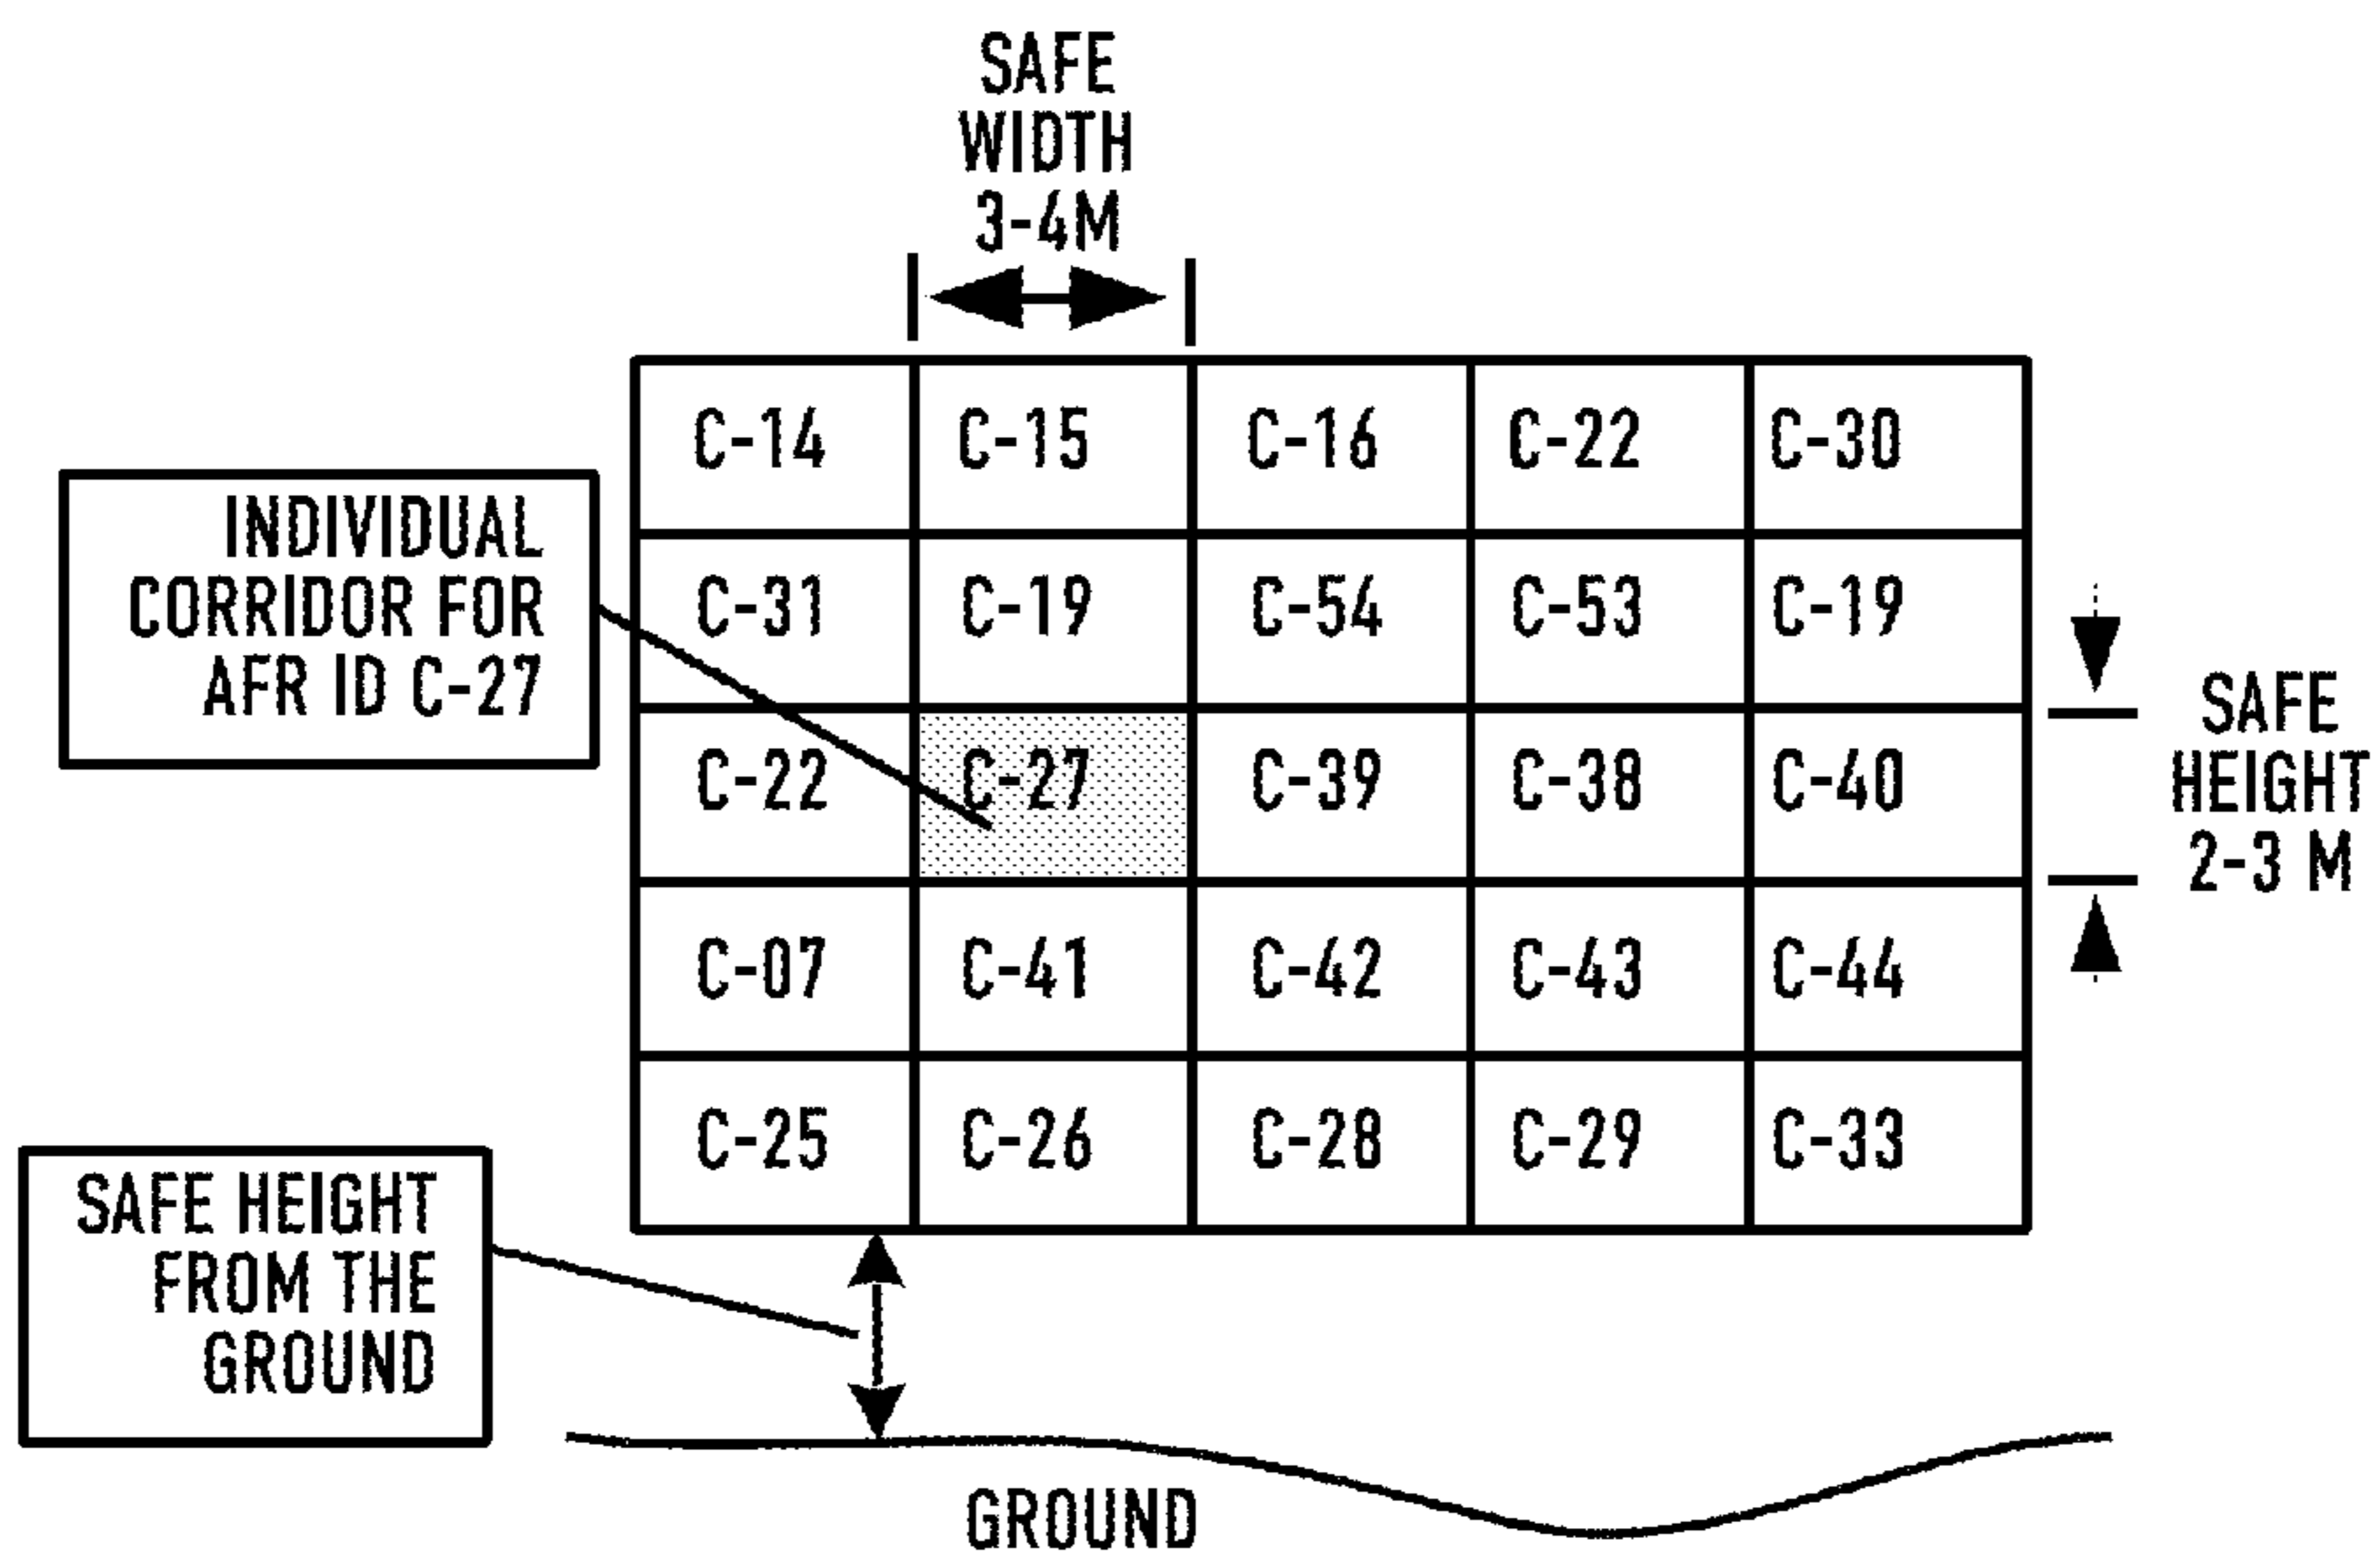 SAFE
WIDTH
3-4M
C-14 C-15 C-16 C-22 C-30
INDIVIDUAL
CORRIDOR FOR
AFR ID C-27
C-31 C-19 C-54 C-53 C-19
C-22 C-27 C-39 C-38 C-40
SAFE
HEIGHT
2-3 M
C-07 C-41 C-42 C-43 C-44
C-25 C-26 C-28 C-29 C-33
SAFE HEIGHT
FROM THE
GROUND
GROUND